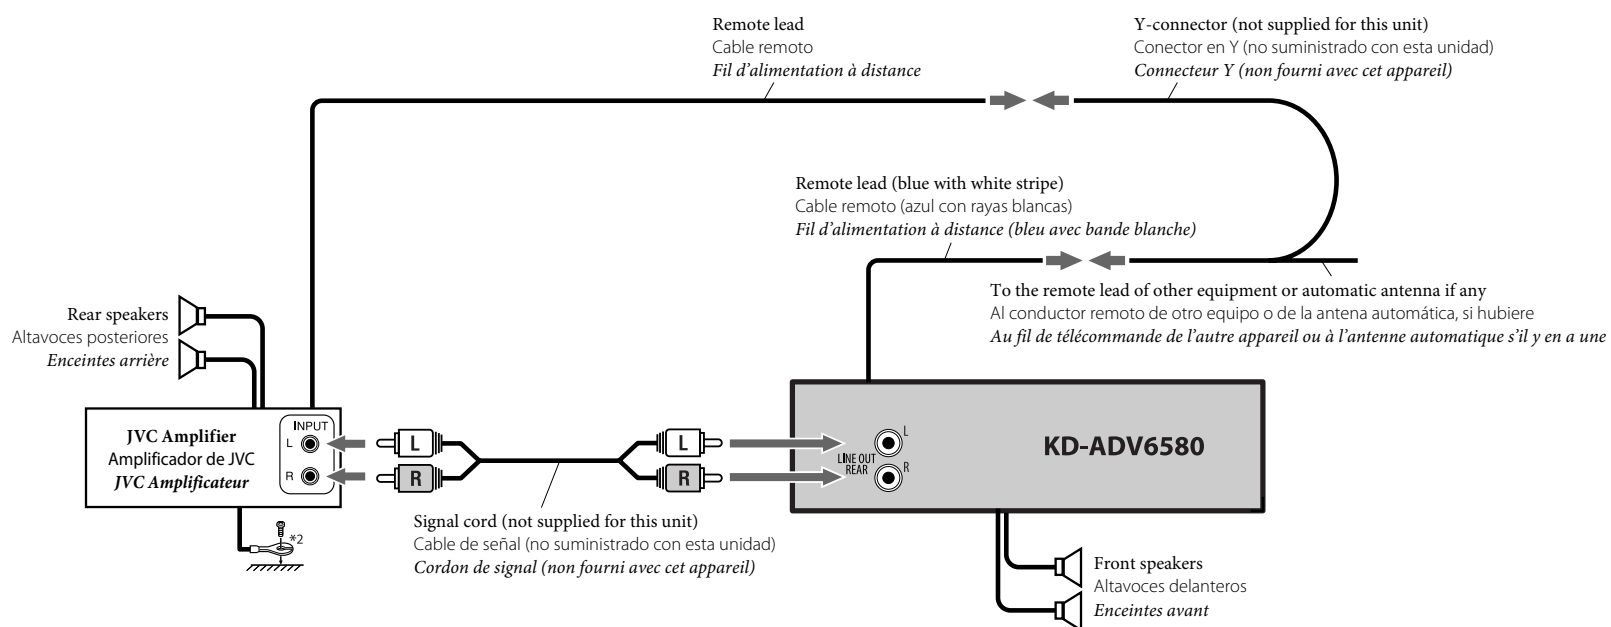 Remote lead
Cable remoto
Fil d'alimentation à distance
Y-connector (not supplied for this unit)
Conector en Y (no suministrado con esta unidad)
Connecteur Y (non fourni avec cet appareil)
Remote lead (blue with white stripe)
Cable remoto (azul con rayas blancas)
Fil d'alimentation à distance (bleu avec bande blanche)
To the remote lead of other equipment or automatic antenna if any
Al conductor remoto de otro equipo o de la antena automática, si hubiere
Au fil de télécommande de l'autre appareil ou à l'antenne automatique s'il y en a une
Rear speakers
Altavoces posteriores
Enceintes arrière
JVC Amplifier
Amplificador de JVC
JVC Amplificateur
INPUT
L
R
L
R
L
R
LINE OUT
REAR
L
R
KD-ADV6580
*2
Signal cord (not supplied for this unit)
Cable de señal (no suministrado con esta unidad)
Cordon de signal (non fourni avec cet appareil)
Front speakers
Altavoces delanteros
Enceintes avant